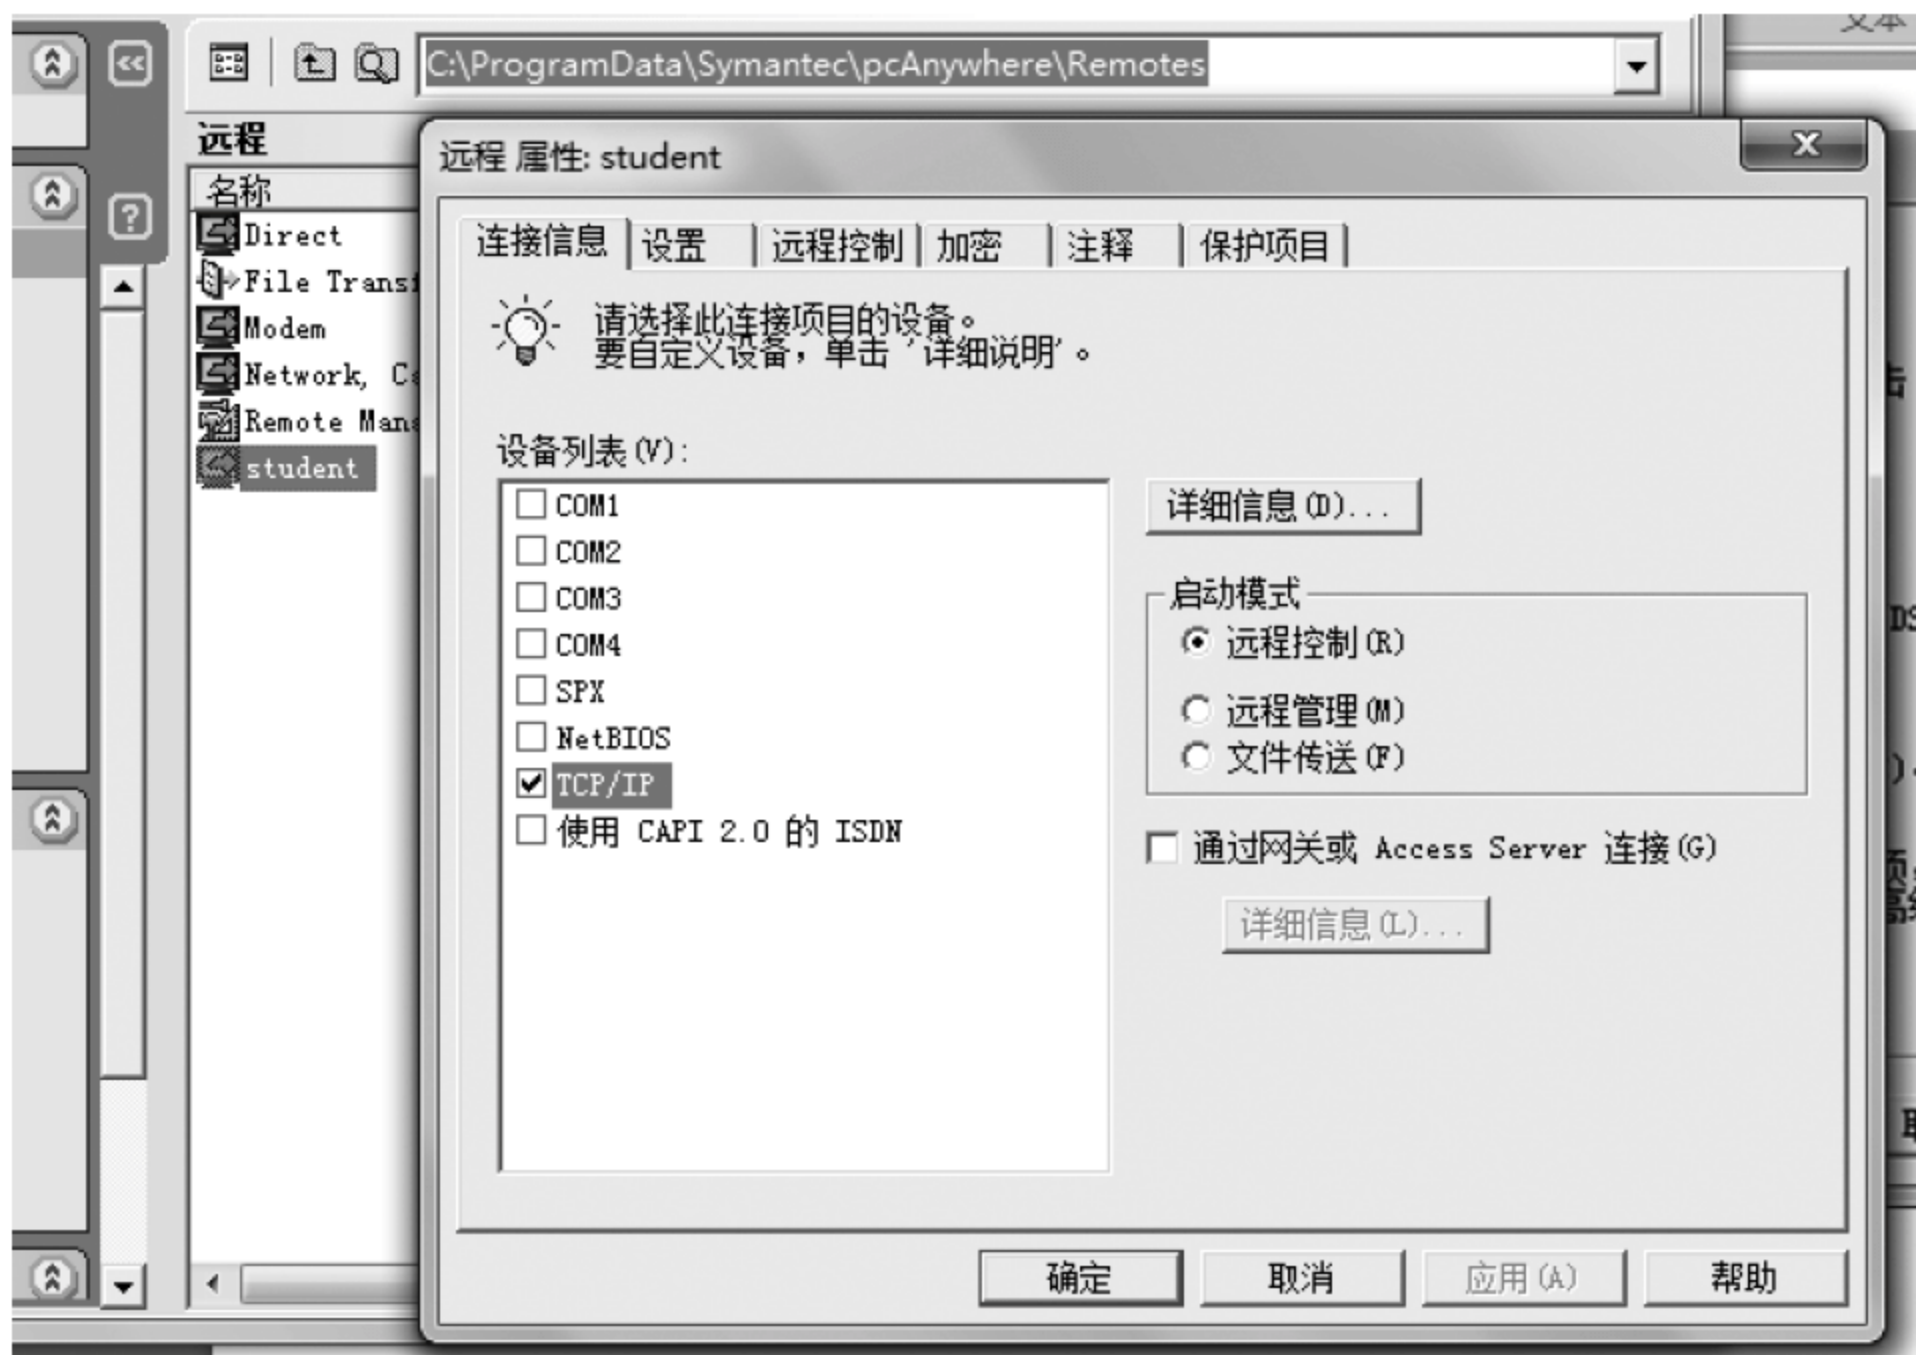 文本
C:\ProgramData\Symantec\pcAnywhere\Remotes
远程
名称
Direct
File Transf
Modem
Network, Ca
Remote Mana
student
远程 属性: student
连接信息 设置 远程控制 加密 注释 保护项目
请选择此连接项目的设备。
要自定义设备，单击 '详细说明'。
设备列表(V):
COM1
COM2
COM3
COM4
SPX
NetBIOS
TCP/IP
使用 CAPI 2.0 的 ISDN
详细信息(D)...
启动模式
远程控制(R)
远程管理(M)
文件传送(F)
通过网关或 Access Server 连接(G)
详细信息(L)...
确定 取消 应用(A) 帮助